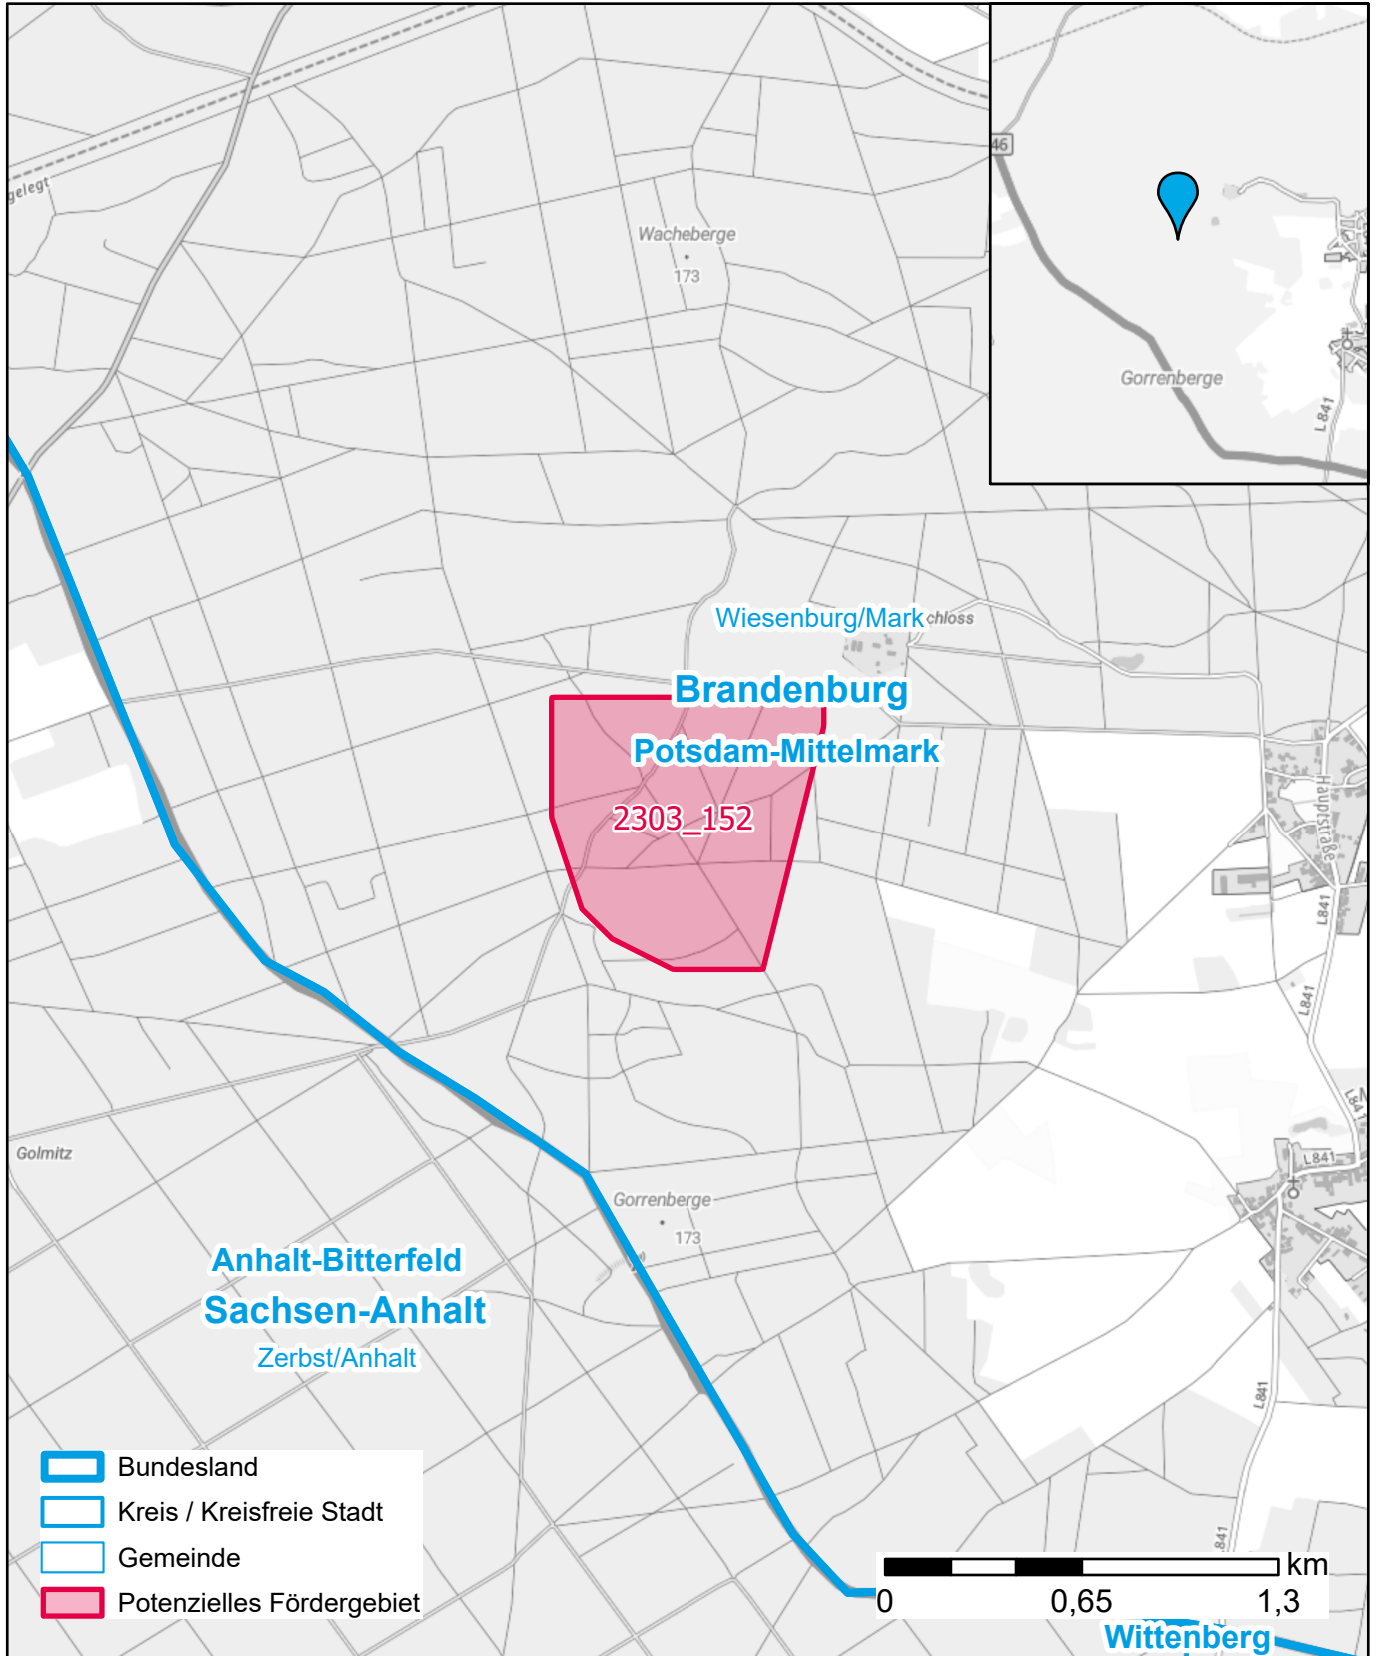 gelegt
Wacheberge
173
46
Gorrenberge
L 841
Wiesenburg/Mark
chloss
Brandenburg
Potsdam-Mittelmark
2303_152
Hauptstraße
L841
L841
L841
L841
Golmitz
Gorrenberge
173
Anhalt-Bitterfeld
Sachsen-Anhalt
Zerbst/Anhalt
L841
841
Bundesland
Kreis / Kreisfreie Stadt
Gemeinde
Potenzielles Fördergebiet
km
0 0,65 1,3
Wittenberg